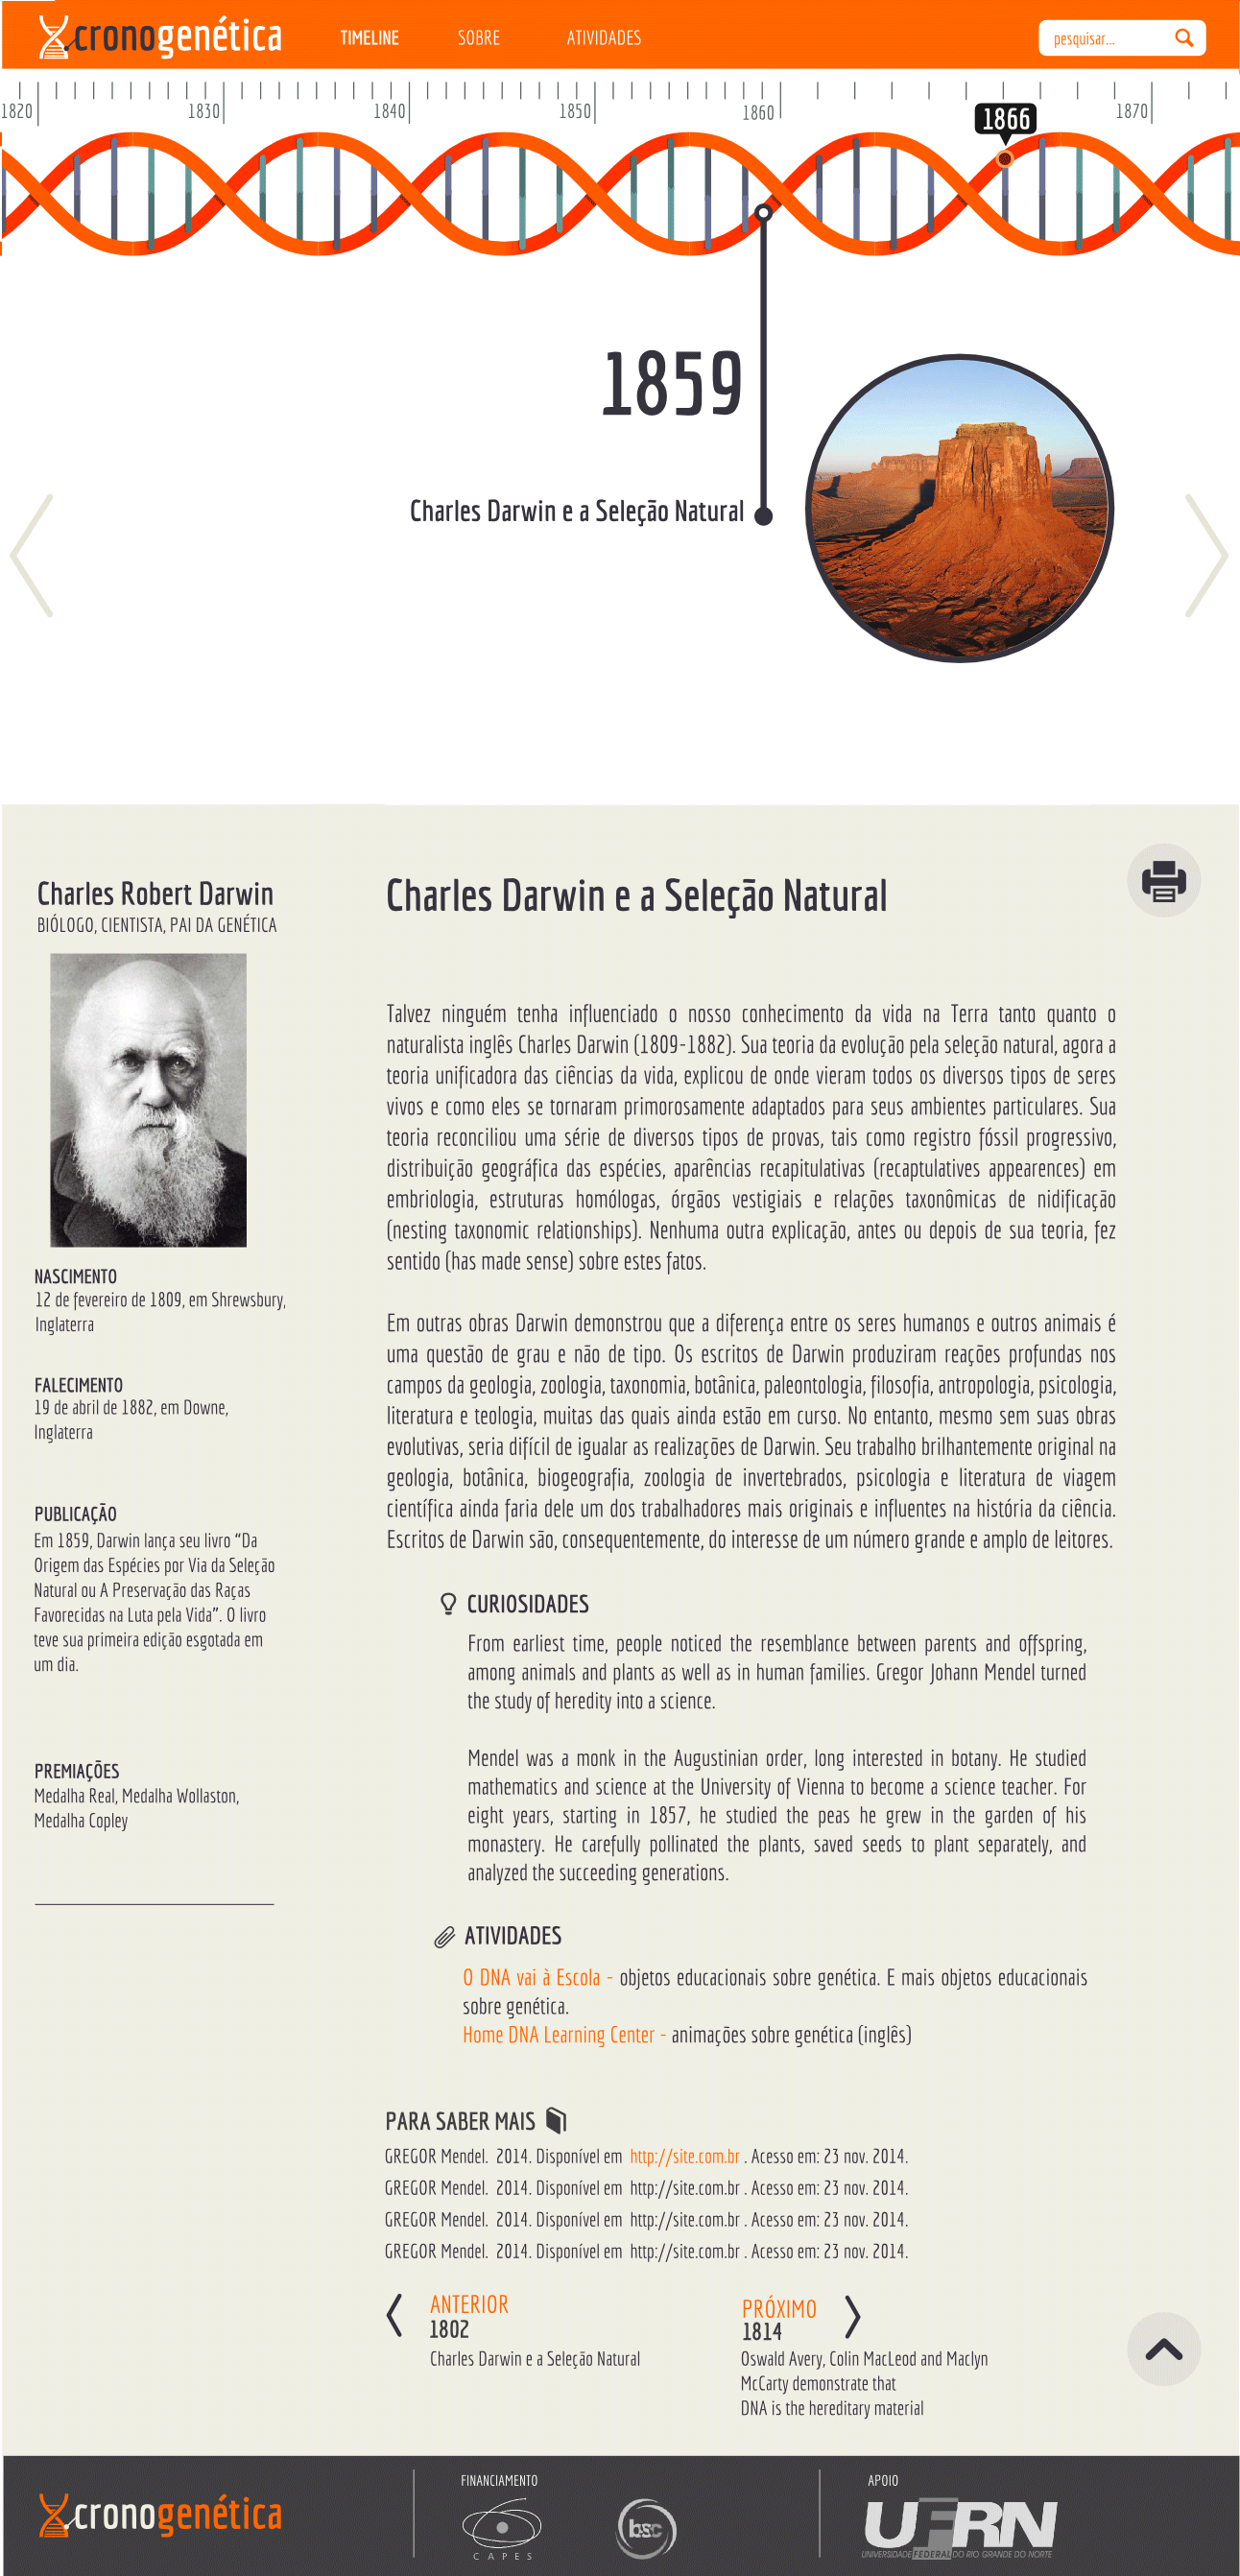 cronogenética
TIMELINE
SOBRE
ATIVIDADES
pesquisar...
1820
1830
1840
1850
1860
1866
1870
1859
Charles Darwin e a Seleção Natural
Charles Robert Darwin
BIÓLOGO, CIENTISTA, PAI DA GENÉTICA
NASCIMENTO
12 de fevereiro de 1809, em Shrewsbury,
Inglaterra
FALECIMENTO
19 de abril de 1882, em Downe,
Inglaterra
PUBLICAÇÃO
Em 1859, Darwin lança seu livro “Da
Origem das Espécies por Via da Seleção
Natural ou A Preservação das Raças
Favorecidas na Luta pela Vida”. O livro
teve sua primeira edição esgotada em
um dia.
PREMIAÇÕES
Medalha Real, Medalha Wollaston,
Medalha Copley
Charles Darwin e a Seleção Natural
Talvez ninguém tenha influenciado o nosso conhecimento da vida na Terra tanto quanto o
naturalista inglês Charles Darwin (1809-1882). Sua teoria da evolução pela seleção natural, agora a
teoria unificadora das ciências da vida, explicou de onde vieram todos os diversos tipos de seres
vivos e como eles se tornaram primorosamente adaptados para seus ambientes particulares. Sua
teoria reconciliou uma série de diversos tipos de provas, tais como registro fóssil progressivo,
distribuição geográfica das espécies, aparências recapitulativas (recaptulatives appearences) em
embriologia, estruturas homólogas, órgãos vestigiais e relações taxonômicas de nidificação
(nesting taxonomic relationships). Nenhuma outra explicação, antes ou depois de sua teoria, fez
sentido (has made sense) sobre estes fatos.
Em outras obras Darwin demonstrou que a diferença entre os seres humanos e outros animais é
uma questão de grau e não de tipo. Os escritos de Darwin produziram reações profundas nos
campos da geologia, zoologia, taxonomia, botânica, paleontologia, filosofia, antropologia, psicologia,
literatura e teologia, muitas das quais ainda estão em curso. No entanto, mesmo sem suas obras
evolutivas, seria difícil de igualar as realizações de Darwin. Seu trabalho brilhantemente original na
geologia, botânica, biogeografia, zoologia de invertebrados, psicologia e literatura de viagem
científica ainda faria dele um dos trabalhadores mais originais e influentes na história da ciência.
Escritos de Darwin são, consequentemente, do interesse de um número grande e amplo de leitores.
CURIOSIDADES
From earliest time, people noticed the resemblance between parents and offspring,
among animals and plants as well as in human families. Gregor Johann Mendel turned
the study of heredity into a science.
Mendel was a monk in the Augustinian order, long interested in botany. He studied
mathematics and science at the University of Vienna to become a science teacher. For
eight years, starting in 1857, he studied the peas he grew in the garden of his
monastery. He carefully pollinated the plants, saved seeds to plant separately, and
analyzed the succeeding generations.
ATIVIDADES
O DNA vai à Escola - objetos educacionais sobre genética. E mais objetos educacionais
sobre genética.
Home DNA Learning Center - animações sobre genética (inglês)
PARA SABER MAIS
GREGOR Mendel. 2014. Disponível em http://site.com.br . Acesso em: 23 nov. 2014.
GREGOR Mendel. 2014. Disponível em http://site.com.br . Acesso em: 23 nov. 2014.
GREGOR Mendel. 2014. Disponível em http://site.com.br . Acesso em: 23 nov. 2014.
GREGOR Mendel. 2014. Disponível em http://site.com.br . Acesso em: 23 nov. 2014.
ANTERIOR
1802
Charles Darwin e a Seleção Natural
PRÓXIMO
1814
Oswald Avery, Colin MacLeod and Maclyn
McCarty demonstrate that
DNA is the hereditary material
cronogenética
FINANCIAMENTO
CAPES
bsc
APOIO
UFRN
UNIVERSIDADE FEDERAL DO RIO GRANDE DO NORTE